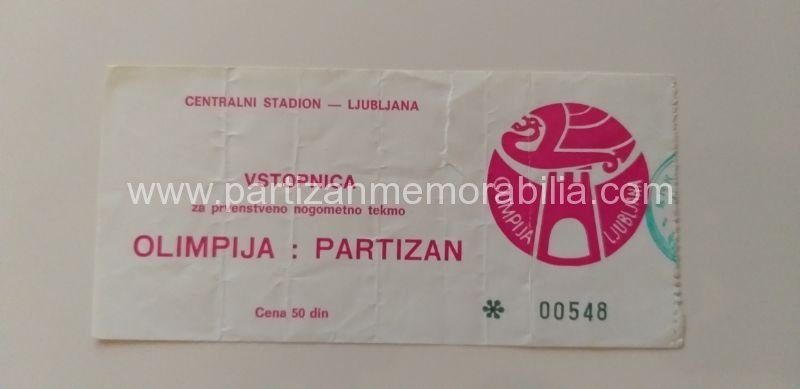 CENTRALNI STADION — LJUBLJANA
VSTOPNICA
www.partizanmemorabilia.com
za prvenstveno nogometno tekmo
OLIMPIJA : PARTIZAN
Cena 50 din
OLIMPIJA LJUBLJANA
* 00548